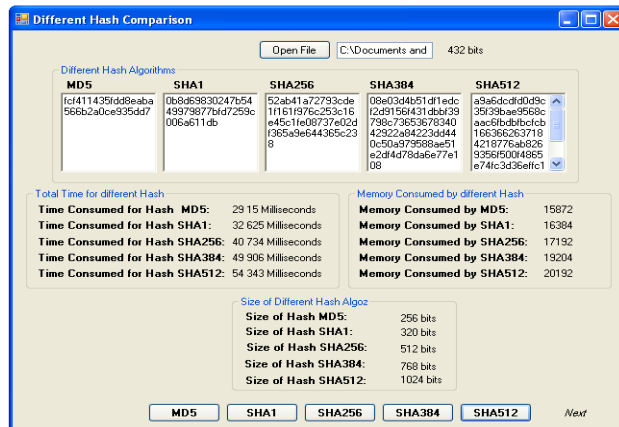 Different Hash Comparison
Open File C:\Documents and 432 bits
Different Hash Algorithms
MD5 SHA1 SHA256 SHA384 SHA512
fcf411435fdd8eaba
566b2a0ce935dd7
0b8d69830247b54
49979877bfd7259c
006a611db
52ab41a72793cde
1f161f976c253c16
e45c1fe08737e02d
f365a9e644365c23
8
08e03d4b51df1edc
f2d9156f431dbbf39
798c73653678340
42922a84223dd44
0c50a979588ae51
e2df4d78da6e77e1
08
a9a6dcdfd0d9c
35f39bae9568c
aac6fbdbfbcfcb
166366263718
4218776ab826
9356f500f4865
e74fc3d36effc1
Total Time for different Hash
Time Consumed for Hash MD5: 29 15 Milliseconds
Time Consumed for Hash SHA1: 32 625 Milliseconds
Time Consumed for Hash SHA256: 40 734 Milliseconds
Time Consumed for Hash SHA384: 49 906 Milliseconds
Time Consumed for Hash SHA512: 54 343 Milliseconds
Memory Consumed by different Hash
Memory Consumed by MD5: 15872
Memory Consumed by SHA1: 16384
Memory Consumed by SHA256: 17192
Memory Consumed by SHA384: 19204
Memory Consumed by SHA512: 20192
Size of Different Hash Algoz
Size of Hash MD5: 256 bits
Size of Hash SHA1: 320 bits
Size of Hash SHA256: 512 bits
Size of Hash SHA384: 768 bits
Size of Hash SHA512: 1024 bits
MD5 SHA1 SHA256 SHA384 SHA512 Next